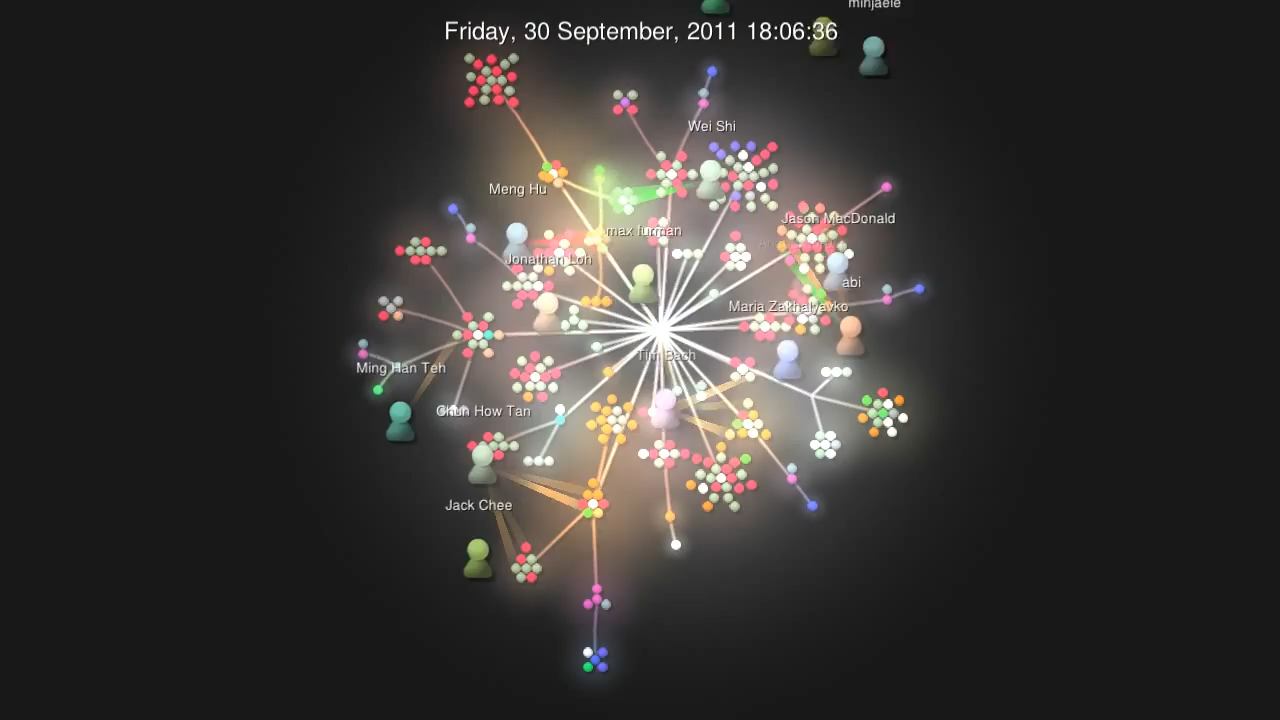 minjaele
Friday, 30 September, 2011 18:06:36
Wei Shi
Meng Hu
Jason MacDonald
max furman
Jonathan Loh
abi
Maria Zakhalyavko
Tim Bach
Ming Han Teh
Chun How Tan
Jack Chee